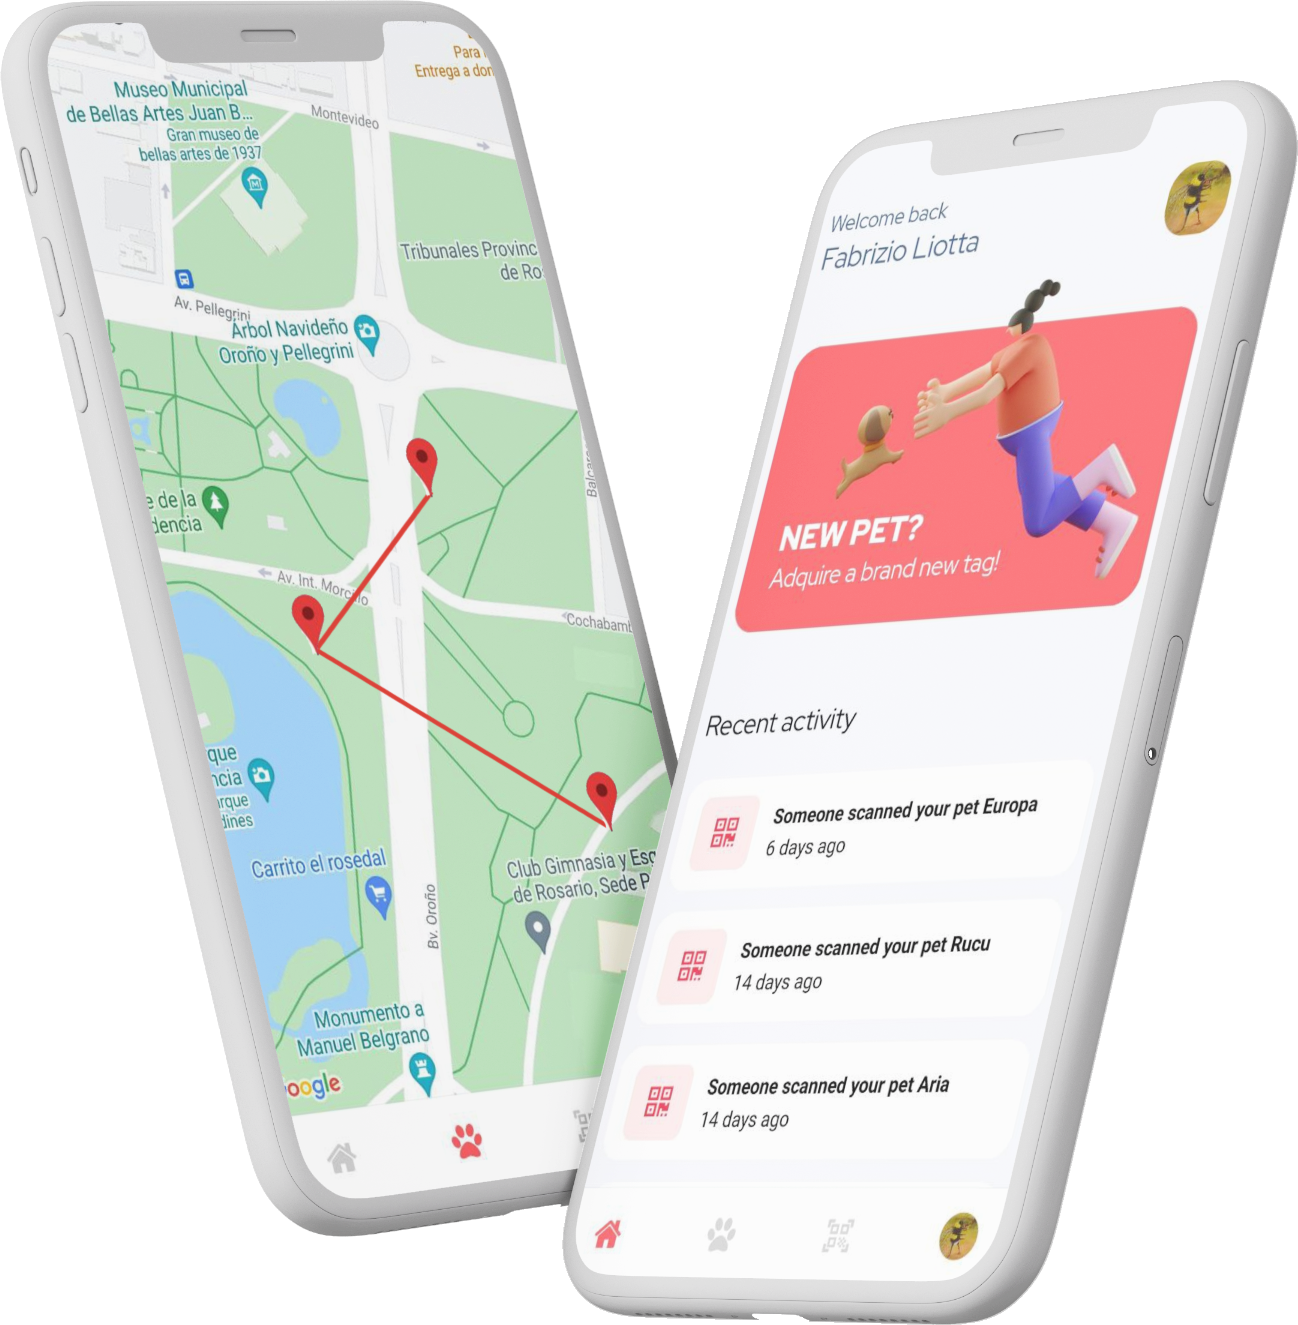 Para
Entrega a don
Museo Municipal
de Bellas Artes Juan B...
Gran museo de
bellas artes de 1937
Montevideo
Tribunales Provinc
de Ro
Av. Pellegrini
Árbol Navideño
Oroño y Pellegrini
Balcarc
e de la
dencia
Av. Int. Morcillo
Cochabamb
que
ncia
arque
dines
Carrito el rosedal
Club Gimnasia y Esg
de Rosario, Sede P
Bv. Oroño
Monumento a
Manuel Belgrano
oogle
Welcome back
Fabrizio Liotta
NEW PET?
Adquire a brand new tag!
Recent activity
Someone scanned your pet Europa
6 days ago
Someone scanned your pet Rucu
14 days ago
Someone scanned your pet Aria
14 days ago